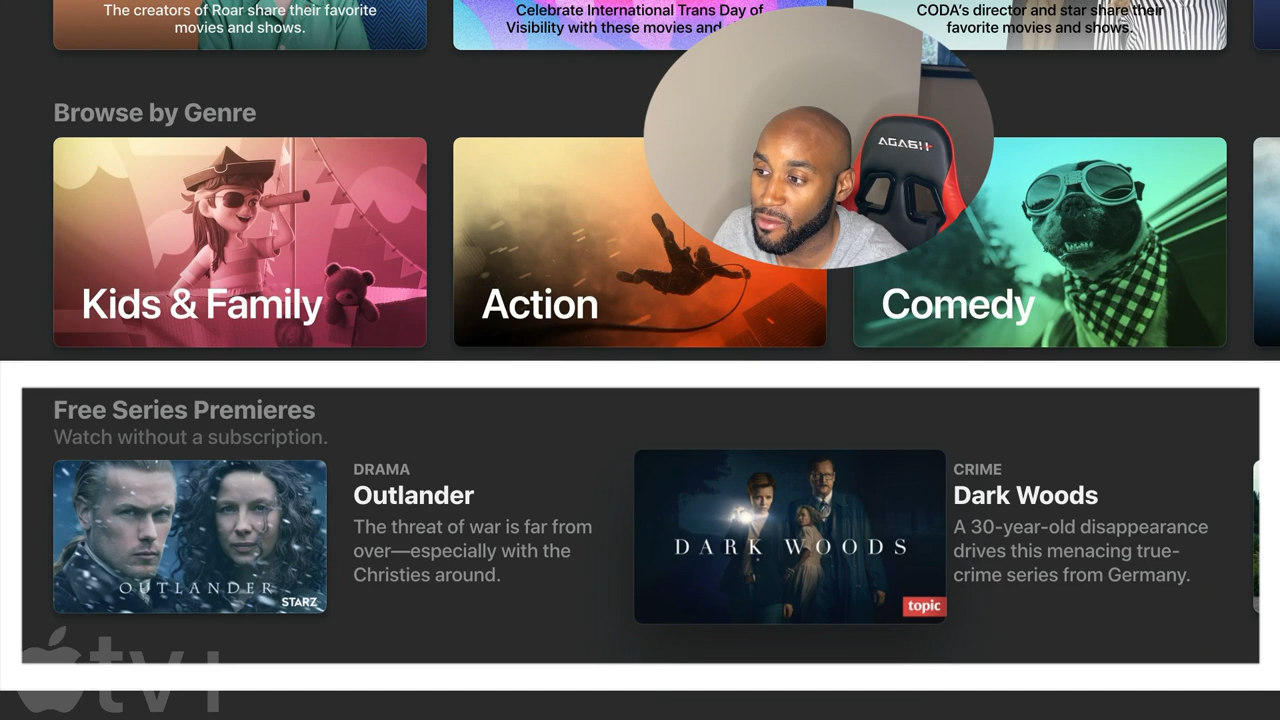 The creators of Roar share their favorite
movies and shows.
Celebrate International Trans Day of
Visibility with these movies and
CODA's director and star share their
favorite movies and shows.
Browse by Genre
AGASH
Kids & Family
Action
Comedy
Free Series Premieres
Watch without a subscription.
OUTLANDER
STARZ
DRAMA
Outlander
The threat of war is far from
over—especially with the
Christies around.
DARK WOODS
topic
CRIME
Dark Woods
A 30-year-old disappearance
drives this menacing true-
crime series from Germany.
tv+